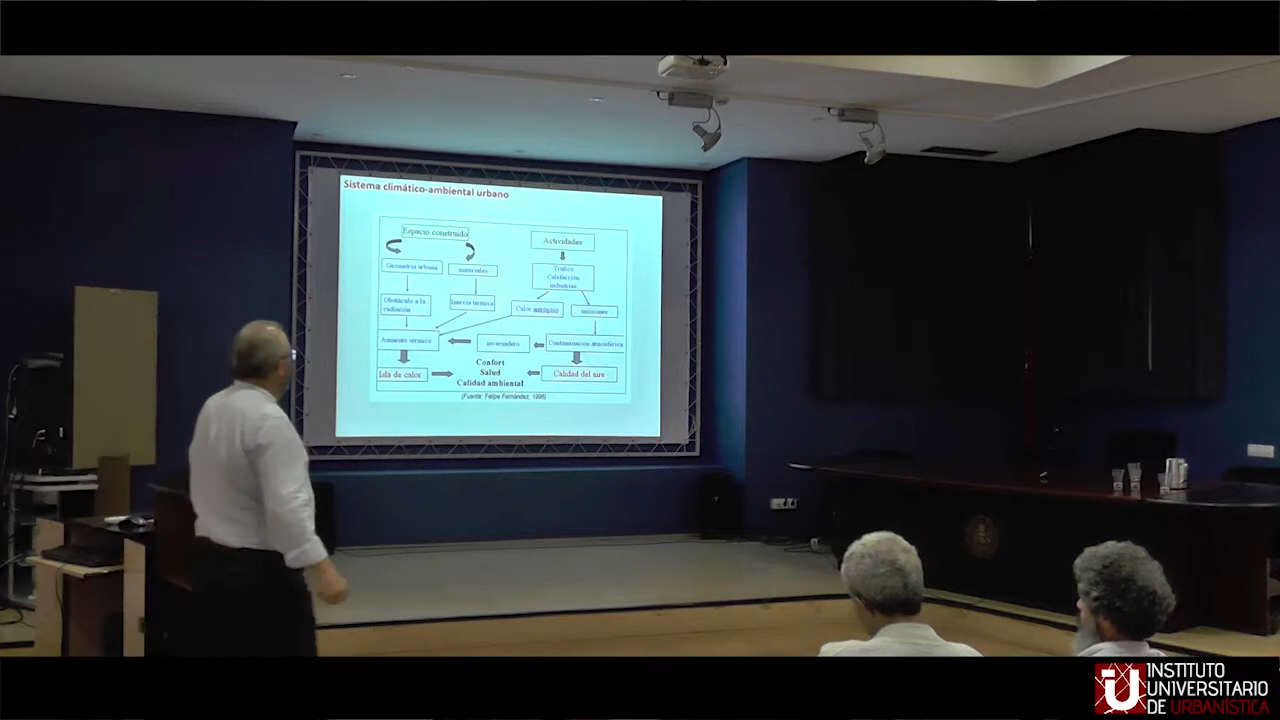 Sistema climático-ambiental urbano
Espacio construido
Actividades
Geometría urbana
materiales
Tráfico
Calefacción
industrias
Obstáculo a la
radiación
Inercia térmica
Calor
emisiones
Aumento térmico
invernadero
Contaminación atmosférica
Confort
Salud
Calidad ambiental
Isla de calor
Calidad del aire
(Fuente: Felipe Fernández, 1996)
INSTITUTO
UNIVERSITARIO
DE URBANÍSTICA